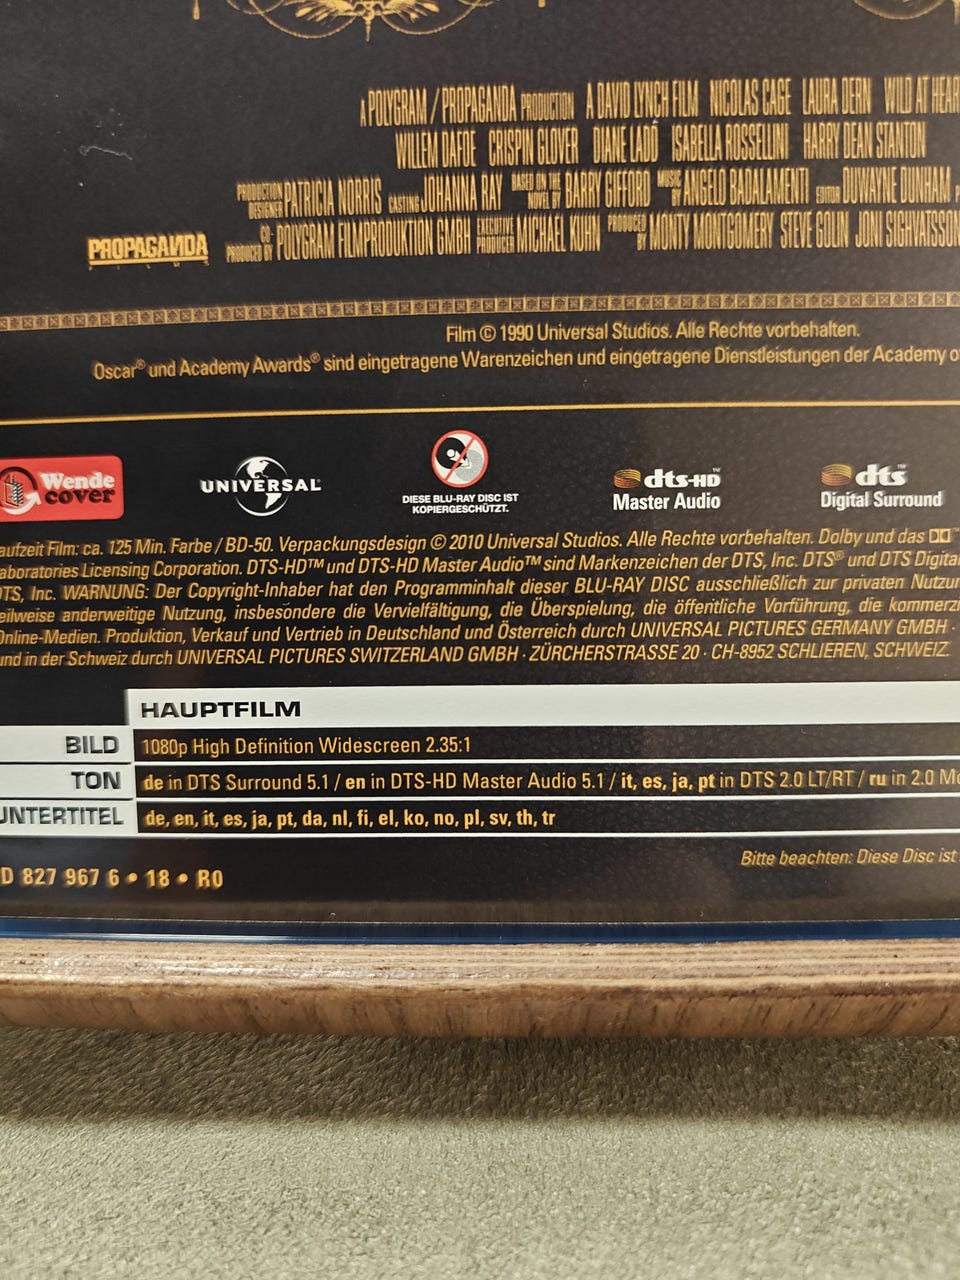 A POLYGRAM / PROPAGANDA PRODUCTION A DAVID LYNCH FILM NICOLAS CAGE LAURA DERN WILD AT HEAR
WILLEM DAFOE CRISPIN GLOVER DIANE LADD ISABELLA ROSSELLINI HARRY DEAN STANTON
PRODUCTION DESIGNER PATRICIA NORRIS CASTING JOHANNA RAY BASED ON THE NOVEL BY BARRY GIFFORD MUSIC BY ANGELO BADALAMENTI EDITOR DUWAYNE DUNHAM
PROPAGANDA FILMS CO-PRODUCED BY POLYGRAM FILMPRODUKTION GMBH EXECUTIVE PRODUCER MICHAEL KUHN PRODUCED BY MONTY MONTGOMERY STEVE GOLIN JONI SIGHVATSSON
Film © 1990 Universal Studios. Alle Rechte vorbehalten.
Oscar® und Academy Awards® sind eingetragene Warenzeichen und eingetragene Dienstleistungen der Academy o
Wende cover
UNIVERSAL
DIESE BLU-RAY DISC IST
KOPIERGESCHÜTZT.
dts-HD™
Master Audio
dts™
Digital Surround
aufzeit Film: ca. 125 Min. Farbe / BD-50. Verpackungsdesign © 2010 Universal Studios. Alle Rechte vorbehalten. Dolby und das
aboratories Licensing Corporation. DTS-HD™ und DTS-HD Master Audio™ sind Markenzeichen der DTS, Inc. DTS® und DTS Digital
DTS, Inc. WARNUNG: Der Copyright-Inhaber hat den Programminhalt dieser BLU-RAY DISC ausschließlich zur privaten Nutzun
eilweise anderweitige Nutzung, insbesondere die Vervielfältigung, die Überspielung, die öffentliche Vorführung, die kommerzi
Online-Medien. Produktion, Verkauf und Vertrieb in Deutschland und Österreich durch UNIVERSAL PICTURES GERMANY GMBH ·
und in der Schweiz durch UNIVERSAL PICTURES SWITZERLAND GMBH · ZÜRCHERSTRASSE 20 · CH-8952 SCHLIEREN, SCHWEIZ.
HAUPTFILM
BILD 1080p High Definition Widescreen 2.35:1
TON de in DTS Surround 5.1 / en in DTS-HD Master Audio 5.1 / it, es, ja, pt in DTS 2.0 LT/RT / ru in 2.0 Mo
UNTERTITEL de, en, it, es, ja, pt, da, nl, fi, el, ko, no, pl, sv, th, tr
Bitte beachten: Diese Disc ist
D 827 967 6 • 18 • R0